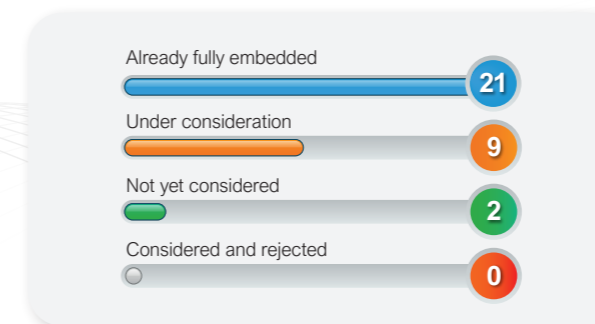 Already fully embedded
21
Under consideration
9
Not yet considered
2
Considered and rejected
0